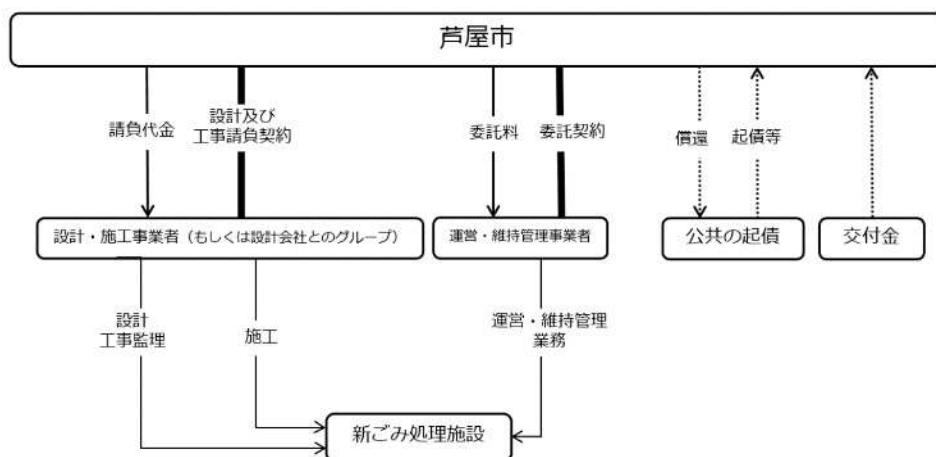 芦屋市
請負代金
設計及び
工事請負契約
委託料
委託契約
償還
起債等
設計・施工事業者（もしくは設計会社とのグループ）
運営・維持管理事業者
公共の起債
交付金
設計
工事監理
施工
運営・維持管理
業務
新ごみ処理施設